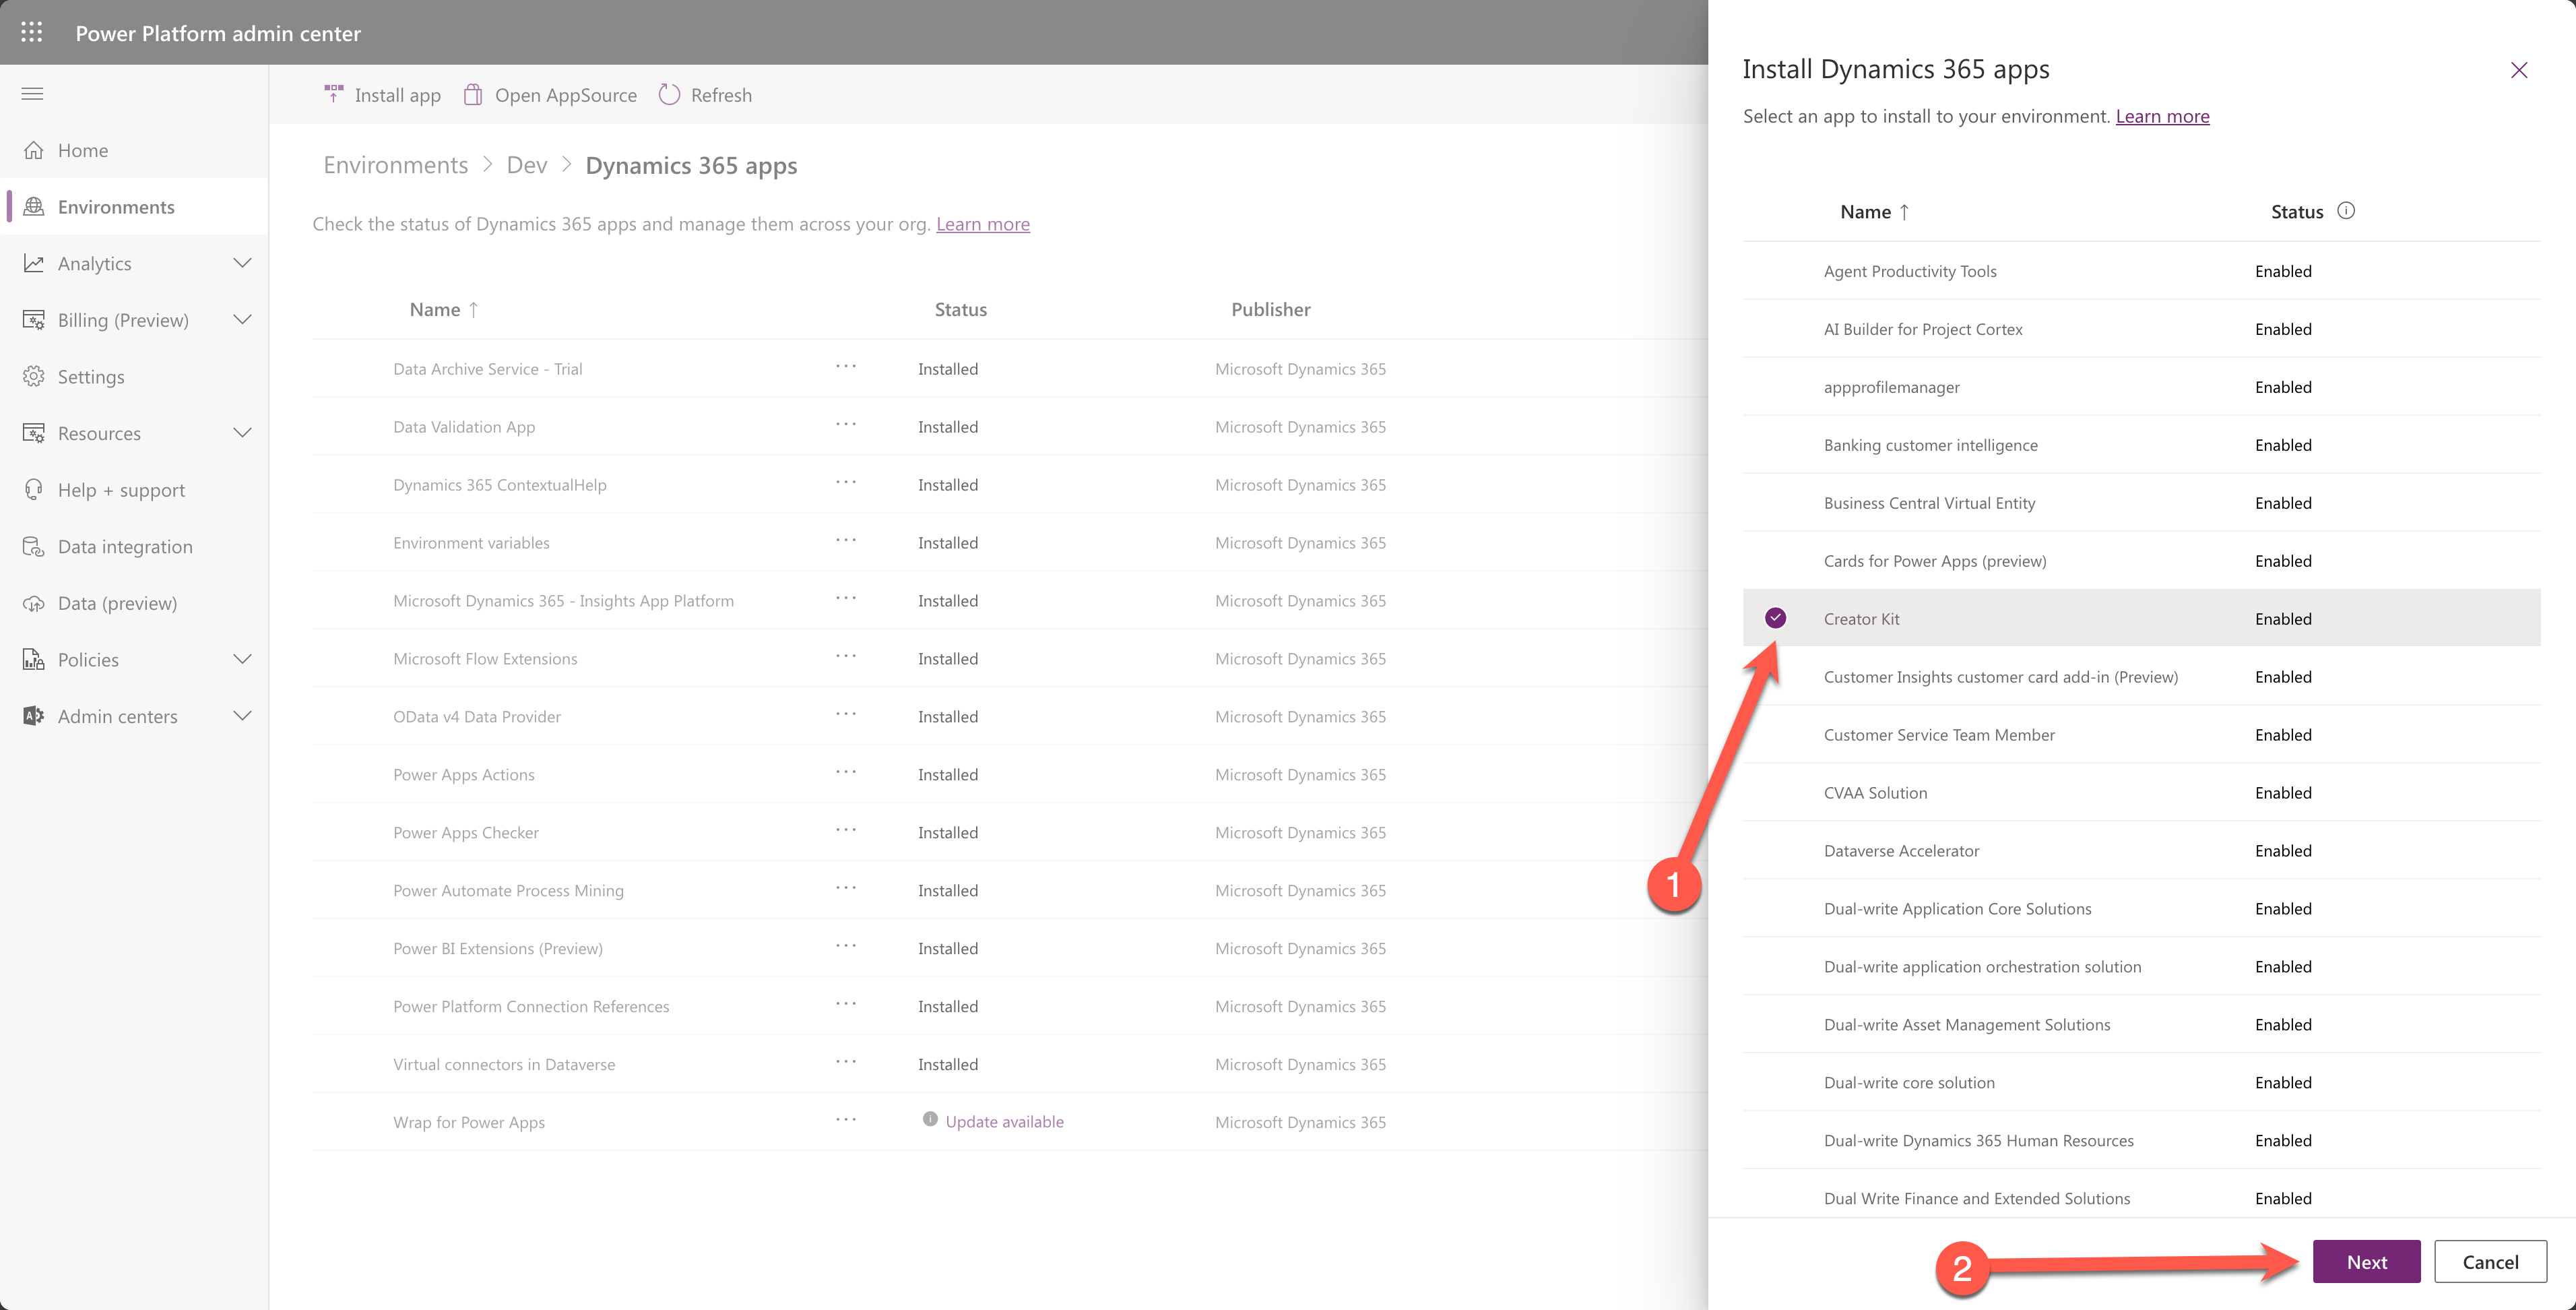 Power Platform admin center
Home
Environments
Analytics
Billing (Preview)
Settings
Resources
Help + support
Data integration
Data (preview)
Policies
Admin centers
Install app
Open AppSource
Refresh
Environments > Dev > Dynamics 365 apps
Check the status of Dynamics 365 apps and manage them across your org. Learn more
Name ↑ Status Publisher
Data Archive Service - Trial ... Installed Microsoft Dynamics 365
Data Validation App ... Installed Microsoft Dynamics 365
Dynamics 365 ContextualHelp ... Installed Microsoft Dynamics 365
Environment variables ... Installed Microsoft Dynamics 365
Microsoft Dynamics 365 - Insights App Platform ... Installed Microsoft Dynamics 365
Microsoft Flow Extensions ... Installed Microsoft Dynamics 365
OData v4 Data Provider ... Installed Microsoft Dynamics 365
Power Apps Actions ... Installed Microsoft Dynamics 365
Power Apps Checker ... Installed Microsoft Dynamics 365
Power Automate Process Mining ... Installed Microsoft Dynamics 365
Power BI Extensions (Preview) ... Installed Microsoft Dynamics 365
Power Platform Connection References ... Installed Microsoft Dynamics 365
Virtual connectors in Dataverse ... Installed Microsoft Dynamics 365
Wrap for Power Apps ... Update available Microsoft Dynamics 365
Install Dynamics 365 apps
Select an app to install to your environment. Learn more
Name ↑ Status
Agent Productivity Tools Enabled
AI Builder for Project Cortex Enabled
appprofilemanager Enabled
Banking customer intelligence Enabled
Business Central Virtual Entity Enabled
Cards for Power Apps (preview) Enabled
Creator Kit Enabled
Customer Insights customer card add-in (Preview) Enabled
Customer Service Team Member Enabled
CVAA Solution Enabled
Dataverse Accelerator Enabled
Dual-write Application Core Solutions Enabled
Dual-write application orchestration solution Enabled
Dual-write Asset Management Solutions Enabled
Dual-write core solution Enabled
Dual-write Dynamics 365 Human Resources Enabled
Dual Write Finance and Extended Solutions Enabled
1
2
Next
Cancel